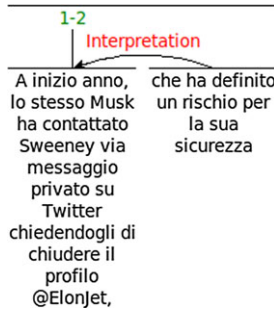 1-2
Interpretation
A inizio anno,
lo stesso Musk
ha contattato
Sweeney via
messaggio
privato su
Twitter
chiedendogli di
chiudere il
profilo
@ElonJet,
che ha definito
un rischio per
la sua
sicurezza